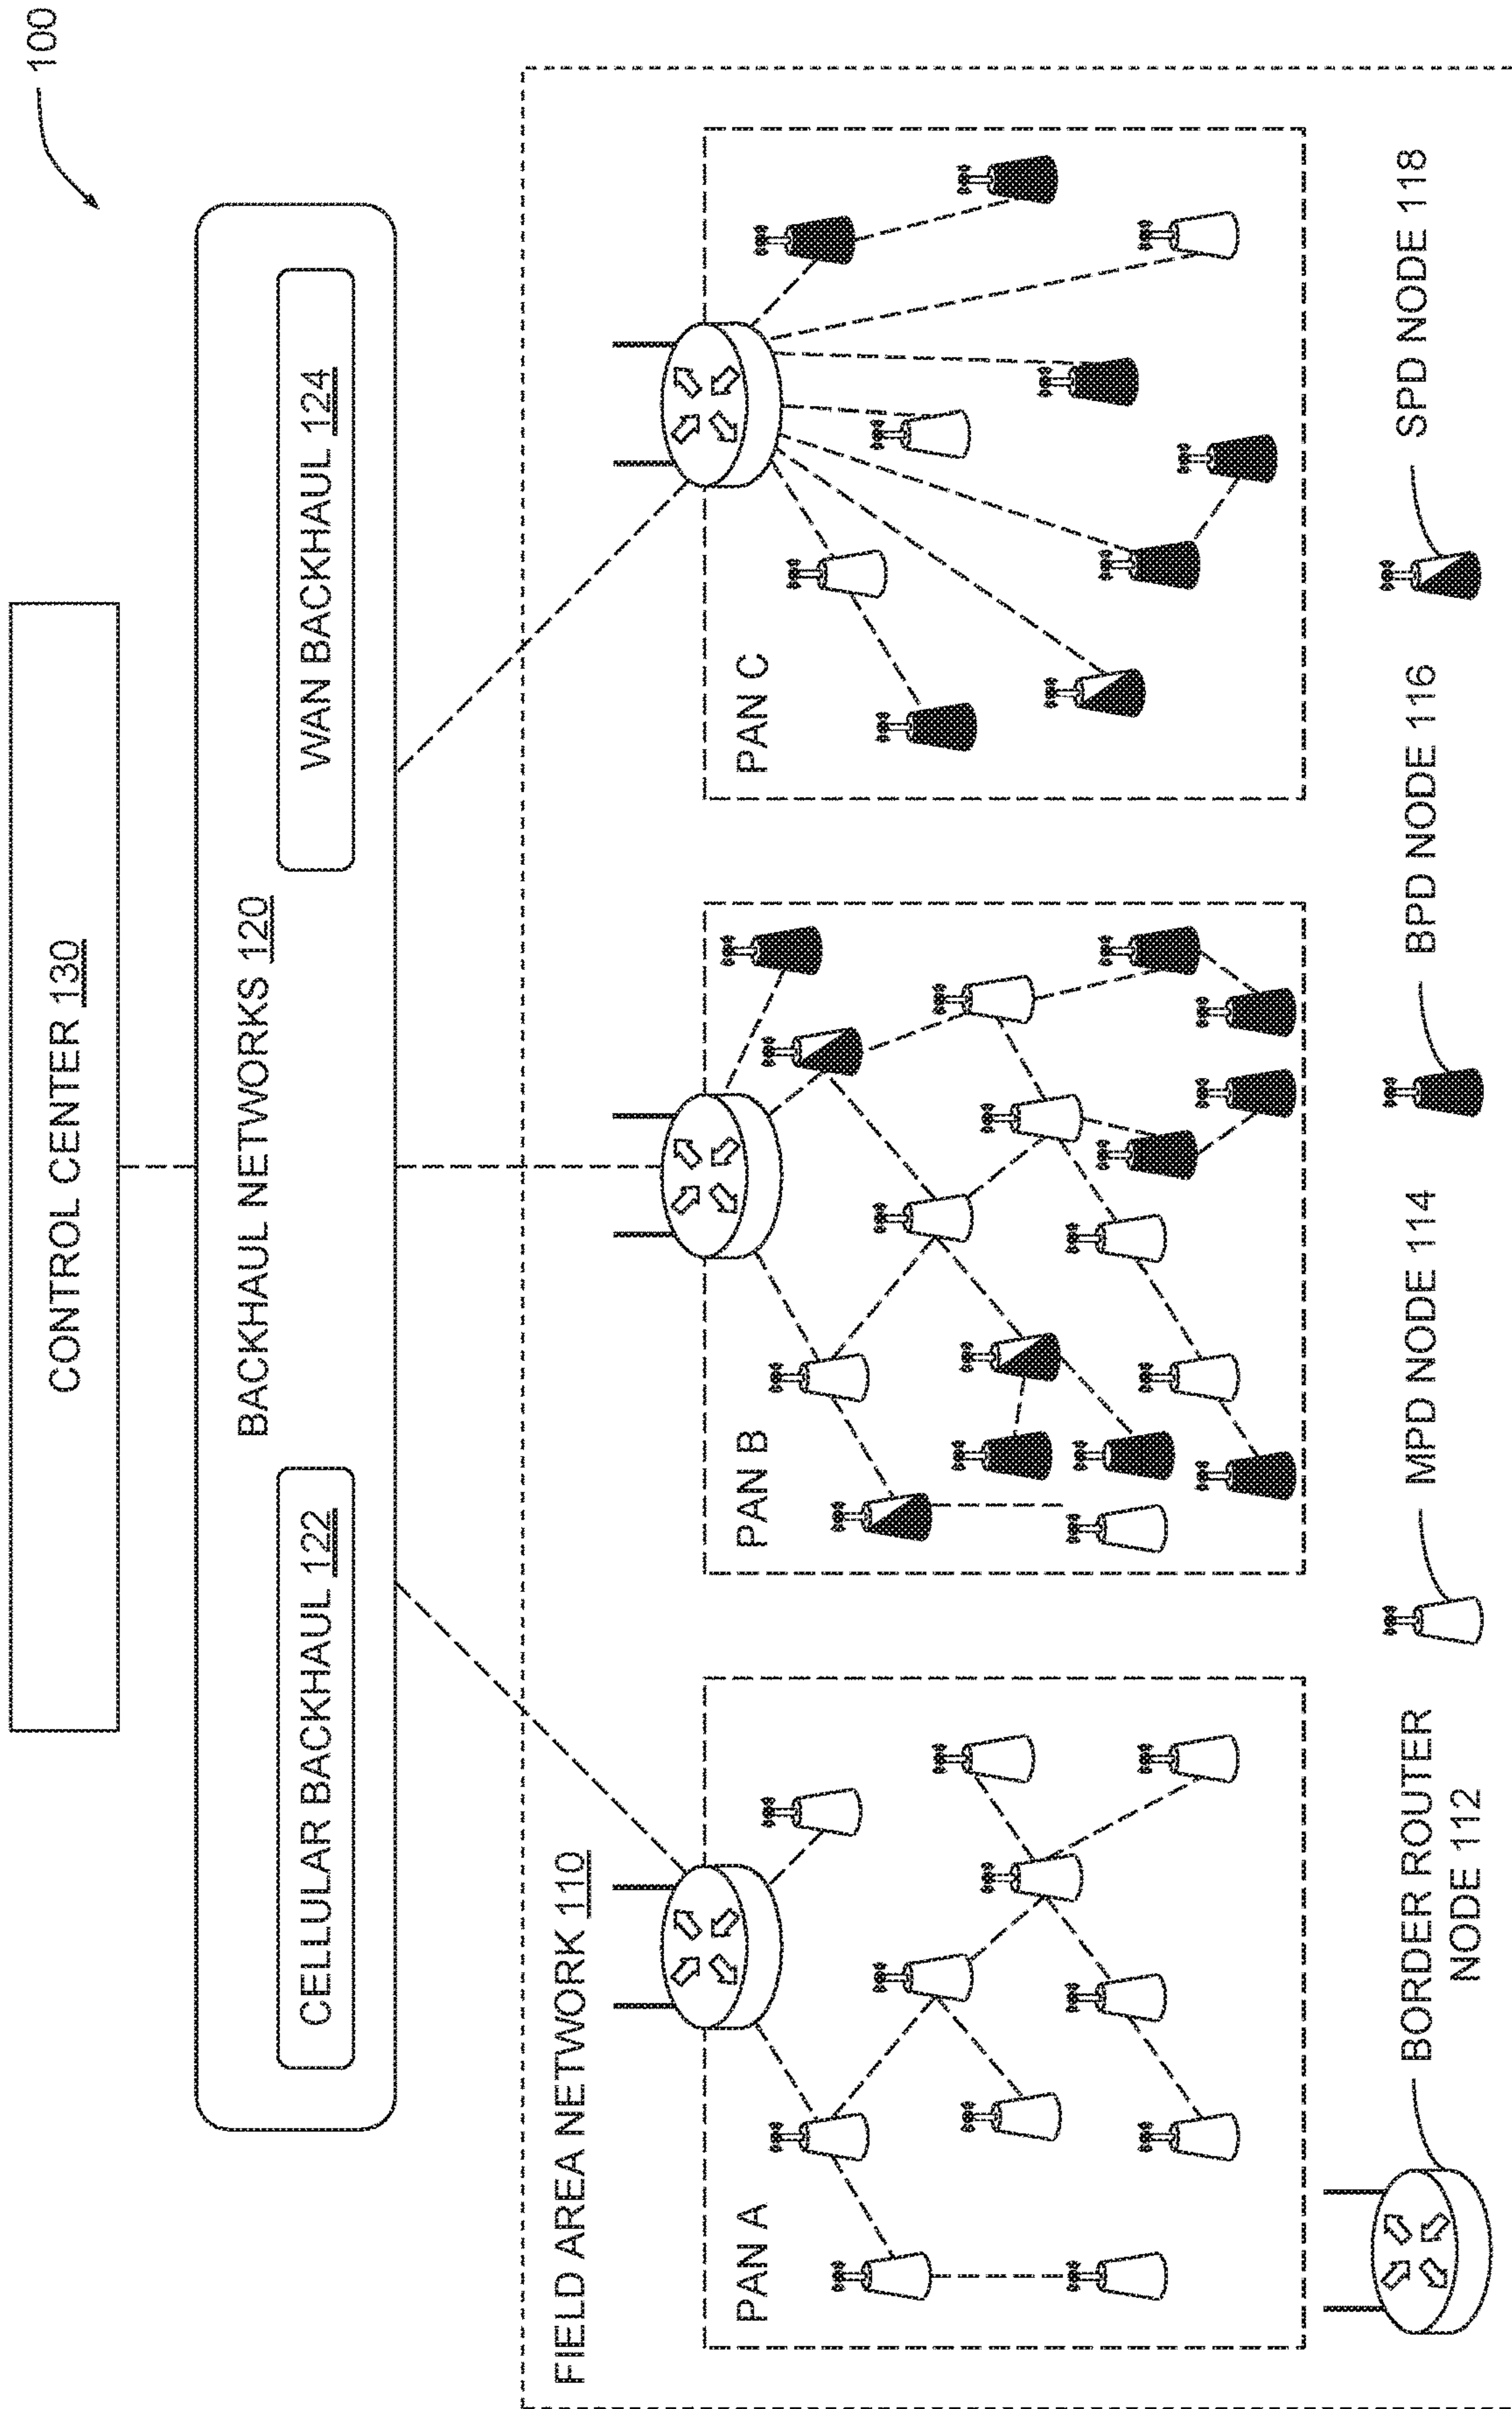 100
CONTROL CENTER 130
BACKHAUL NETWORKS 120
CELLULAR BACKHAUL 122
WAN BACKHAUL 124
FIELD AREA NETWORK 110
PAN A
PAN B
PAN C
BORDER ROUTER
NODE 112
MPD NODE 114
BPD NODE 116
SPD NODE 118